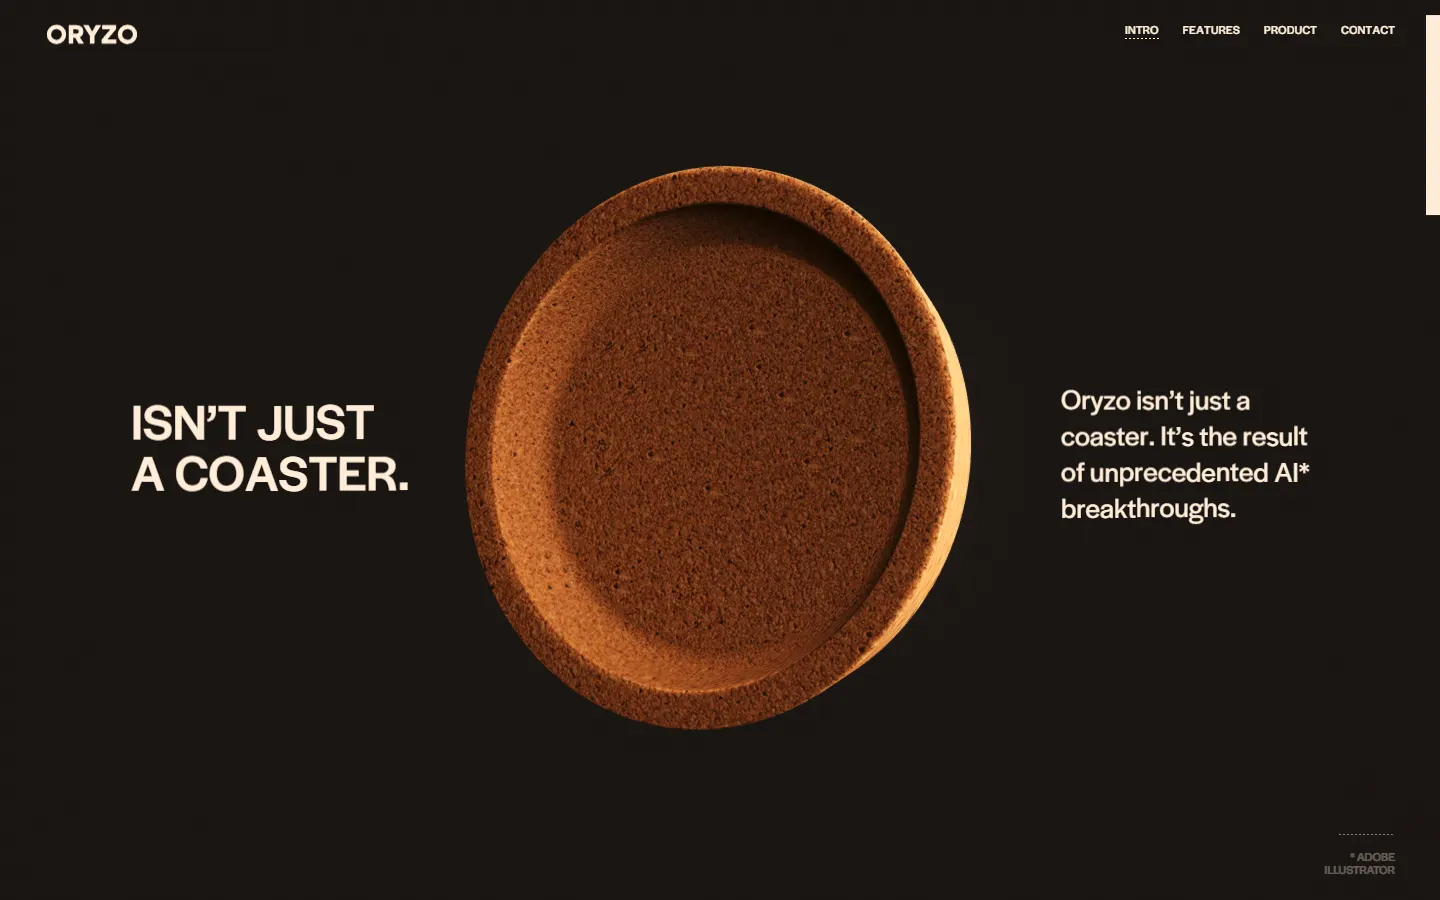 ORYZO
INTRO FEATURES PRODUCT CONTACT
ISN’T JUST
A COASTER.
Oryzo isn’t just a
coaster. It’s the result
of unprecedented AI*
breakthroughs.
* ADOBE
ILLUSTRATOR